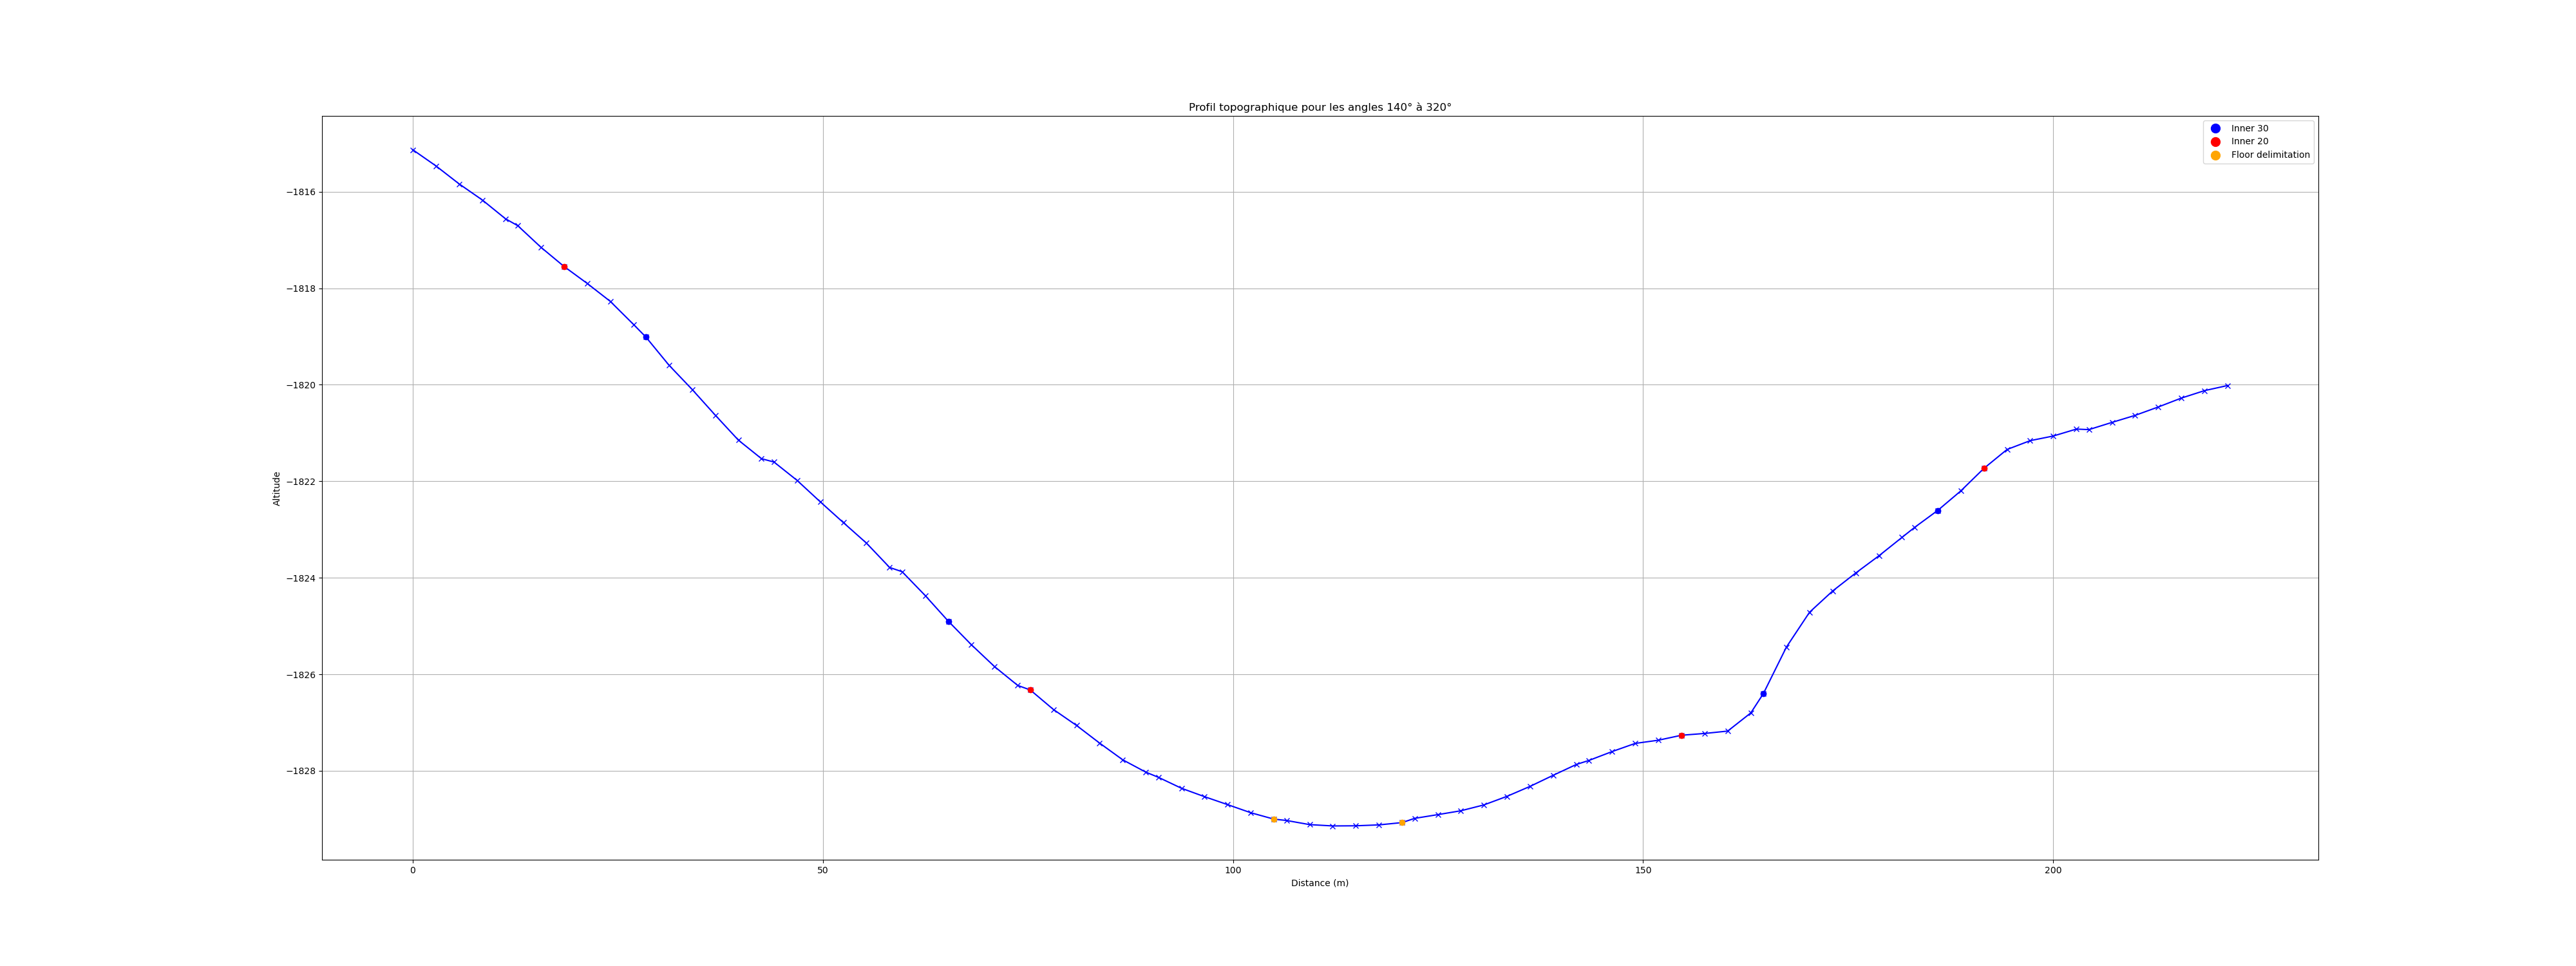 Profil topographique pour les angles 140° à 320°
Inner 30
Inner 20
Floor delimitation
−1816
−1818
−1820
−1822
−1824
−1826
−1828
Altitude
0 50 100 150 200
Distance (m)